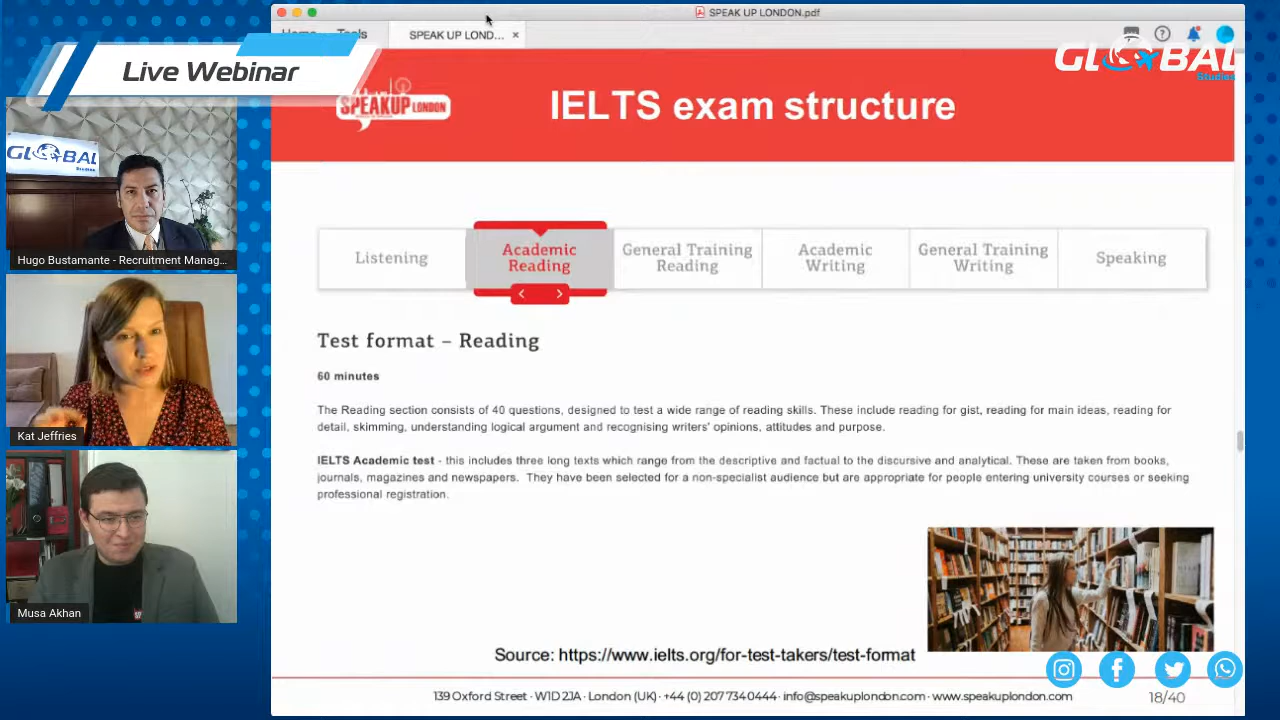 SPEAK UP LONDON.pdf
Home
Tools
SPEAK UP LOND...
×
Live Webinar
GLOBAL
Studies
SPEAKUP LONDON
IELTS exam structure
GLOBAL
Studies
Hugo Bustamante - Recruitment Manag...
Kat Jeffries
Musa Akhan
Listening
Academic
Reading
General Training
Reading
Academic
Writing
General Training
Writing
Speaking
Test format – Reading
60 minutes
The Reading section consists of 40 questions, designed to test a wide range of reading skills. These include reading for gist, reading for main ideas, reading for
detail, skimming, understanding logical argument and recognising writers' opinions, attitudes and purpose.
IELTS Academic test - this includes three long texts which range from the descriptive and factual to the discursive and analytical. These are taken from books,
journals, magazines and newspapers. They have been selected for a non-specialist audience but are appropriate for people entering university courses or seeking
professional registration.
Source: https://www.ielts.org/for-test-takers/test-format
139 Oxford Street · W1D 2JA · London (UK) · +44 (0) 207 734 0444 · info@speakuplondon.com · www.speakuplondon.com
18/40